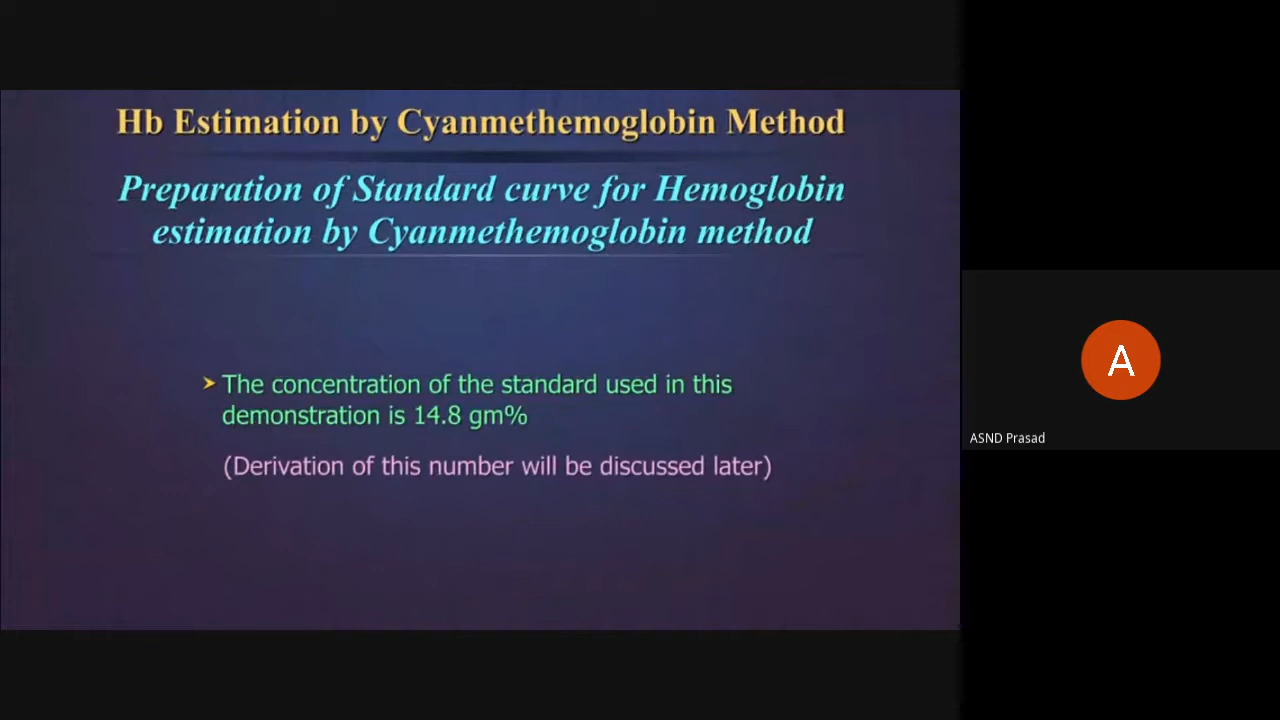 Hb Estimation by Cyanmethemoglobin Method
Preparation of Standard curve for Hemoglobin
estimation by Cyanmethemoglobin method
➤ The concentration of the standard used in this
demonstration is 14.8 gm%
(Derivation of this number will be discussed later)
A
ASND Prasad